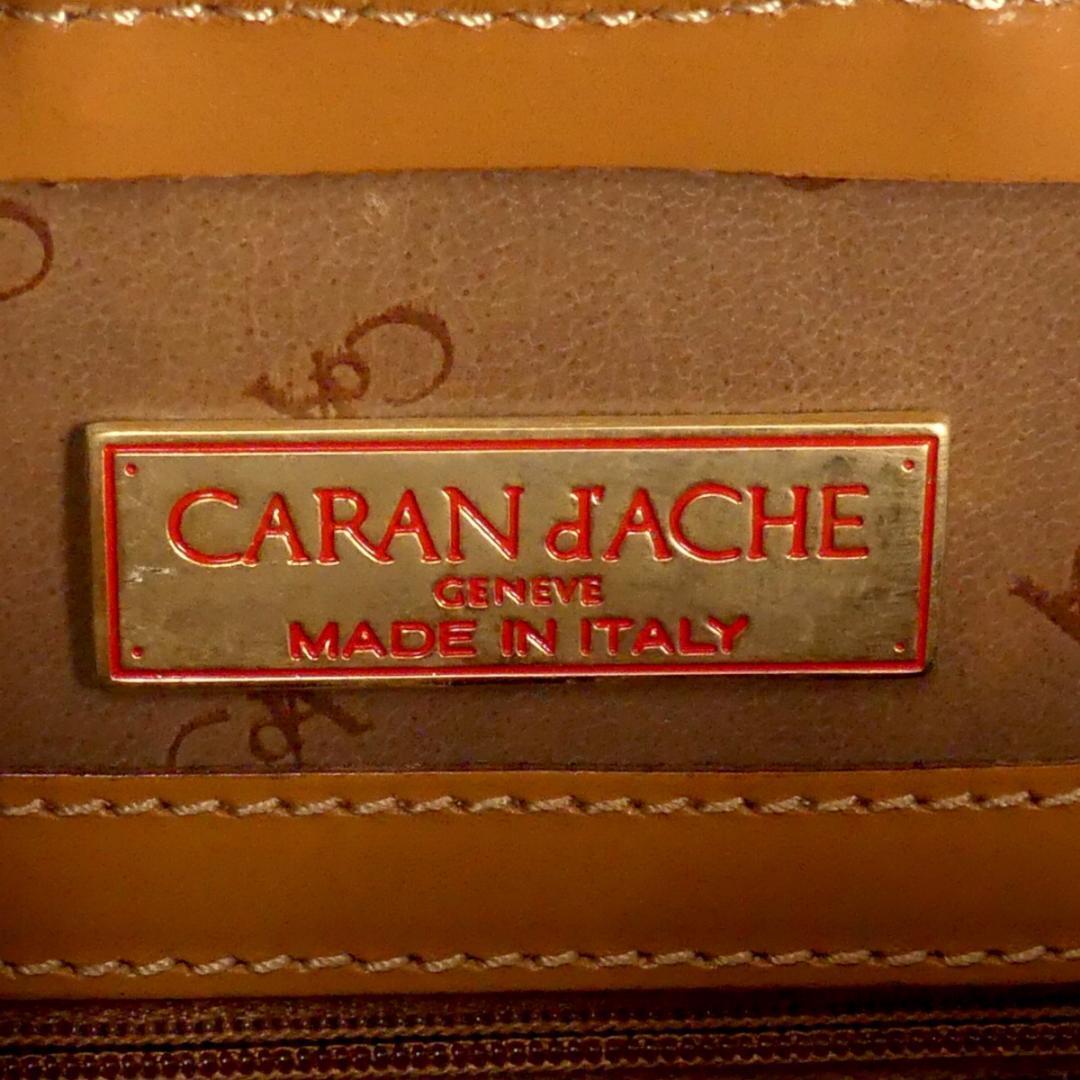 CARAN d'ACHE
GENEVE
MADE IN ITALY